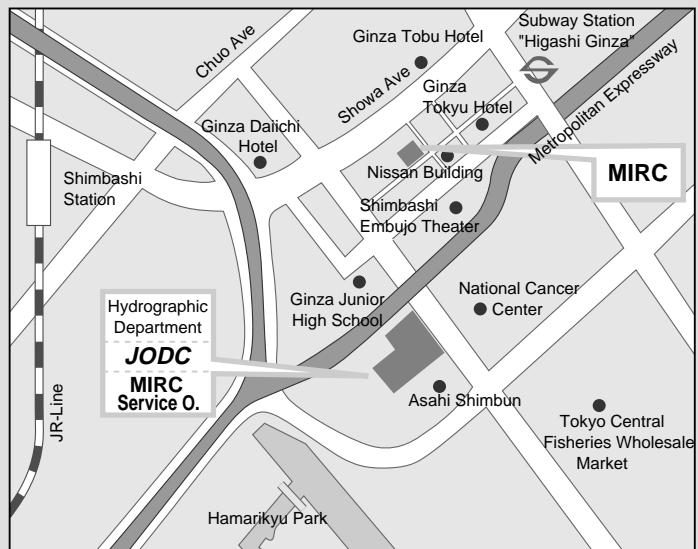 Subway Station
"Higashi Ginza"
Ginza Tobu Hotel
Chuo Ave
Showa Ave
Ginza
Tokyu Hotel
Metropolitan Expressway
Ginza Daiichi
Hotel
Nissan Building
MIRC
Shimbashi
Station
Shimbashi
Embujo Theater
Ginza Junior
High School
National Cancer
Center
Hydrographic
Department
JODC
MIRC
Service O.
Asahi Shimbun
JR-Line
Tokyo Central
Fisheries Wholesale
Market
Hamarikyu Park